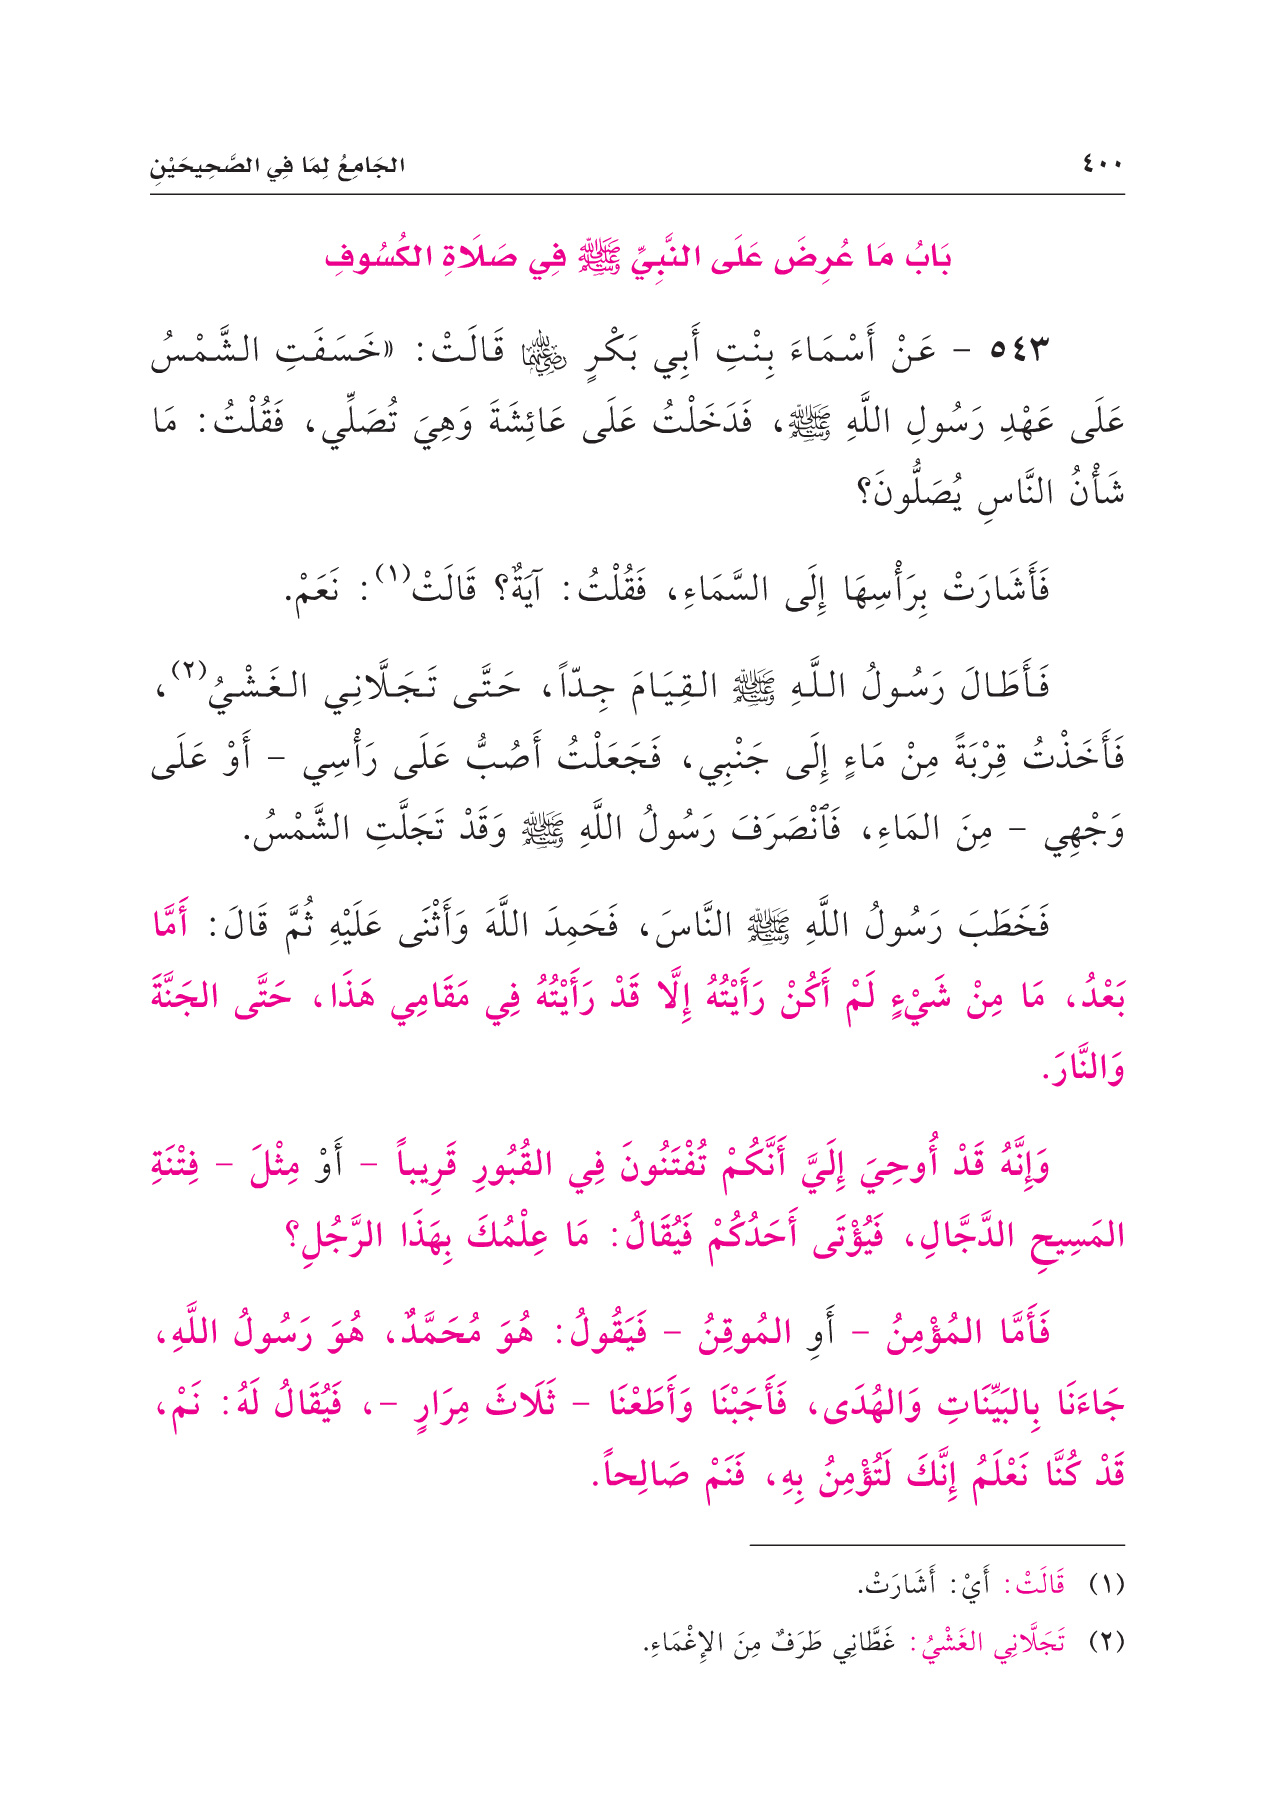 ٤٠٠ الجَامِعُ لِمَا فِي الصَّحِيحَيْنِ
بَابُ مَا عُرِضَ عَلَى النَّبِيِّ ﷺ فِي صَلَاةِ الكُسُوفِ
٥٤٣ - عَنْ أَسْمَاءَ بِنْتِ أَبِي بَكْرٍ رَضِيَ اللَّهُ عَنْهُمَا قَالَتْ: «خَسَفَتِ الشَّمْسُ
عَلَى عَهْدِ رَسُولِ اللَّهِ ﷺ، فَدَخَلْتُ عَلَى عَائِشَةَ وَهِيَ تُصَلِّي، فَقُلْتُ: مَا
شَأْنُ النَّاسِ يُصَلُّونَ؟
فَأَشَارَتْ بِرَأْسِهَا إِلَى السَّمَاءِ، فَقُلْتُ: آيَةٌ؟ قَالَتْ(١): نَعَمْ.
فَأَطَالَ رَسُولُ اللَّهِ ﷺ القِيَامَ جِدّاً، حَتَّى تَجَلَّانِي الغَشْيُ(٢)،
فَأَخَذْتُ قِرْبَةً مِنْ مَاءٍ إِلَى جَنْبِي، فَجَعَلْتُ أَصُبُّ عَلَى رَأْسِي - أَوْ عَلَى
وَجْهِي - مِنَ المَاءِ، فَٱنْصَرَفَ رَسُولُ اللَّهِ ﷺ وَقَدْ تَجَلَّتِ الشَّمْسُ.
فَخَطَبَ رَسُولُ اللَّهِ ﷺ النَّاسَ، فَحَمِدَ اللَّهَ وَأَثْنَى عَلَيْهِ ثُمَّ قَالَ: أَمَّا
بَعْدُ، مَا مِنْ شَيْءٍ لَمْ أَكُنْ رَأَيْتُهُ إِلَّا قَدْ رَأَيْتُهُ فِي مَقَامِي هَذَا، حَتَّى الجَنَّةَ
وَالنَّارَ.
وَإِنَّهُ قَدْ أُوحِيَ إِلَيَّ أَنَّكُمْ تُفْتَنُونَ فِي القُبُورِ قَرِيباً - أَوْ مِثْلَ - فِتْنَةِ
المَسِيحِ الدَّجَّالِ، فَيُؤْتَى أَحَدُكُمْ فَيُقَالُ: مَا عِلْمُكَ بِهَذَا الرَّجُلِ؟
فَأَمَّا المُؤْمِنُ - أَوِ المُوقِنُ - فَيَقُولُ: هُوَ مُحَمَّدٌ، هُوَ رَسُولُ اللَّهِ،
جَاءَنَا بِالبَيِّنَاتِ وَالهُدَى، فَأَجَبْنَا وَأَطَعْنَا - ثَلَاثَ مِرَارٍ -، فَيُقَالُ لَهُ: نَمْ،
قَدْ كُنَّا نَعْلَمُ إِنَّكَ لَتُؤْمِنُ بِهِ، فَنَمْ صَالِحاً.
(١) قَالَتْ: أَيْ: أَشَارَتْ.
(٢) تَجَلَّانِي الغَشْيُ: غَطَّانِي طَرَفٌ مِنَ الإِغْمَاءِ.